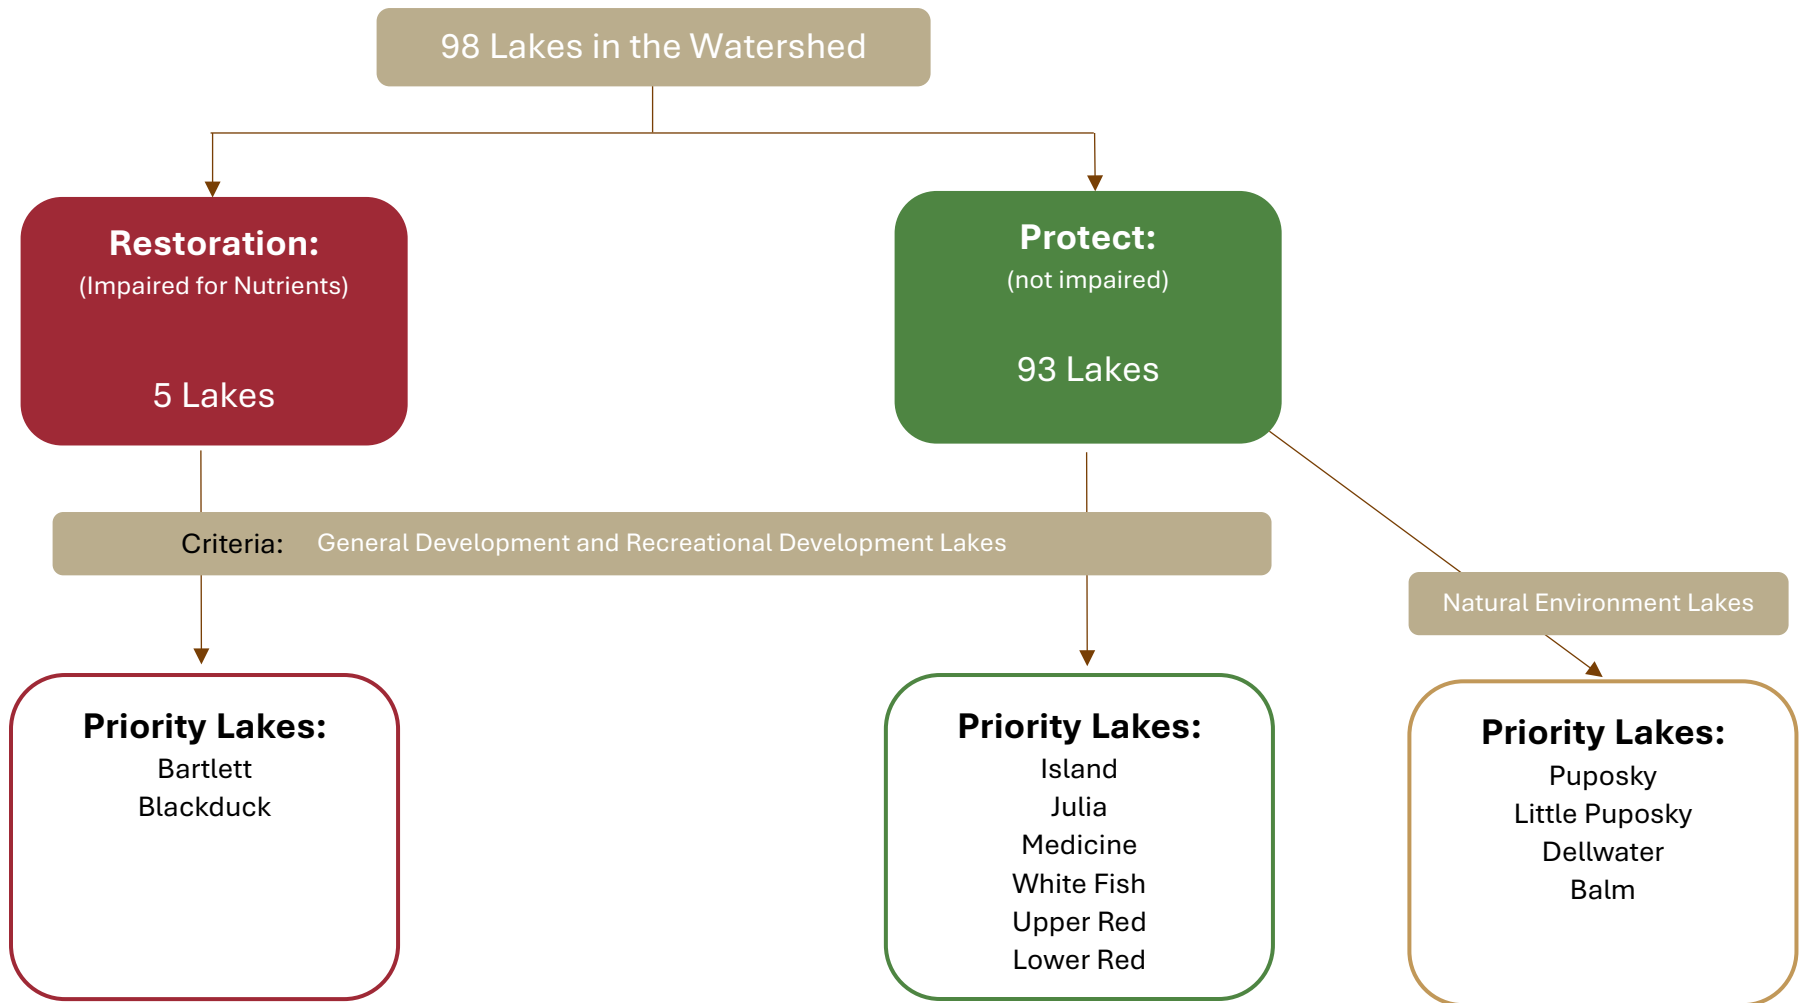 98 Lakes in the Watershed
Restoration:
(Impaired for Nutrients)
5 Lakes
Protect:
(not impaired)
93 Lakes
Criteria: General Development and Recreational Development Lakes
Natural Environment Lakes
Priority Lakes:
Bartlett
Blackduck
Priority Lakes:
Island
Julia
Medicine
White Fish
Upper Red
Lower Red
Priority Lakes:
Puposky
Little Puposky
Dellwater
Balm